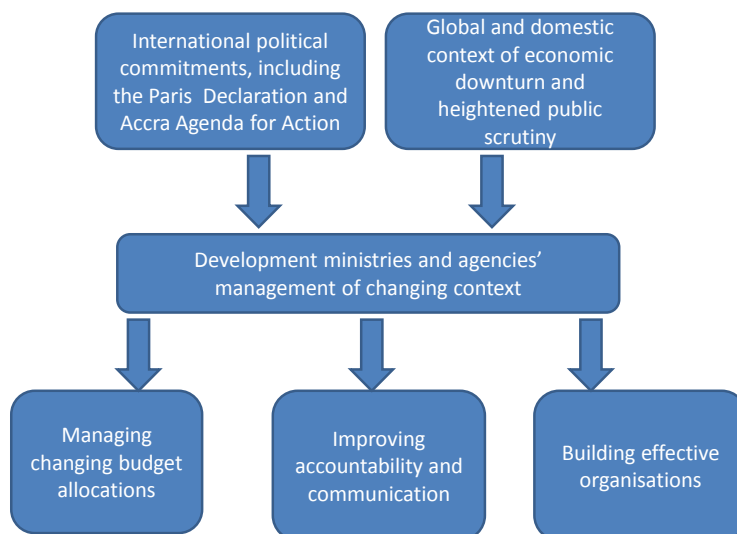 International political
commitments, including
the Paris Declaration and
Accra Agenda for Action
Global and domestic
context of economic
downturn and
heightened public
scrutiny
Development ministries and agencies’
management of changing context
Managing
changing budget
allocations
Improving
accountability and
communication
Building effective
organisations